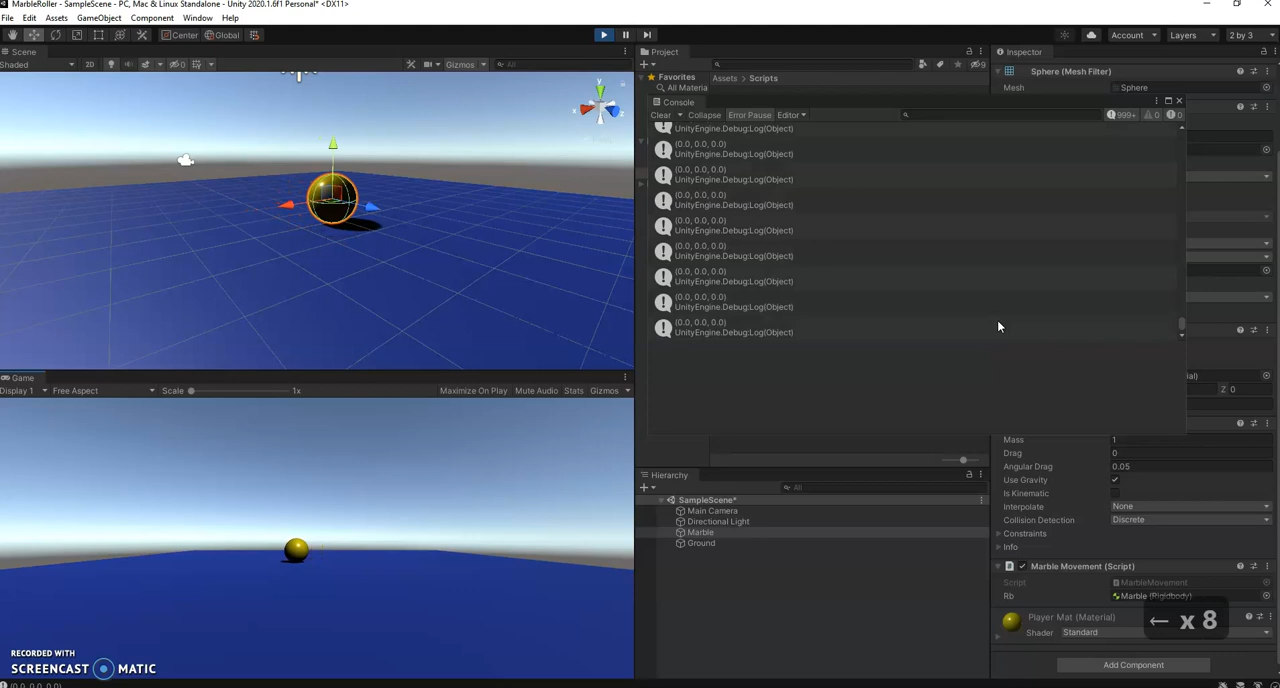 MarbleRoller - SampleScene - PC, Mac & Linux Standalone - Unity 2020.1.6f1 Personal* <DX11>
File Edit Assets GameObject Component Window Help
Center Global Account Layers 2 by 3
Scene
Shaded 2D 0 Gizmos All
y
x z
Project
Favorites
All Materia
Assets > Scripts
9
Console
Clear Collapse Error Pause Editor 999+ 0 0
UnityEngine.Debug:Log(Object)
(0.0, 0.0, 0.0)
UnityEngine.Debug:Log(Object)
(0.0, 0.0, 0.0)
UnityEngine.Debug:Log(Object)
(0.0, 0.0, 0.0)
UnityEngine.Debug:Log(Object)
(0.0, 0.0, 0.0)
UnityEngine.Debug:Log(Object)
(0.0, 0.0, 0.0)
UnityEngine.Debug:Log(Object)
(0.0, 0.0, 0.0)
UnityEngine.Debug:Log(Object)
(0.0, 0.0, 0.0)
UnityEngine.Debug:Log(Object)
(0.0, 0.0, 0.0)
UnityEngine.Debug:Log(Object)
Inspector
Sphere (Mesh Filter)
Mesh Sphere
ial)
Z 0
Mass 1
Drag 0
Angular Drag 0.05
Use Gravity
Is Kinematic
Interpolate None
Collision Detection Discrete
Constraints
Info
Marble Movement (Script)
Script MarbleMovement
Rb Marble (Rigidbody)
Player Mat (Material)
Shader Standard
← x 8
Add Component
Game
Display 1 Free Aspect Scale 1x Maximize On Play Mute Audio Stats Gizmos
Hierarchy
All
SampleScene*
Main Camera
Directional Light
Marble
Ground
RECORDED WITH
SCREENCAST MATIC
(0.0, 0.0, 0.0)